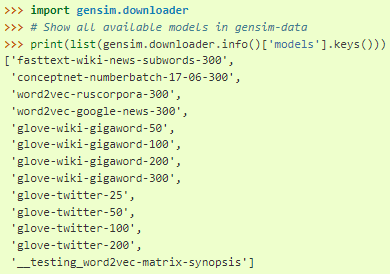 >>> import gensim.downloader
>>> # Show all available models in gensim-data
>>> print(list(gensim.downloader.info()['models'].keys()))
['fasttext-wiki-news-subwords-300',
 'conceptnet-numberbatch-17-06-300',
 'word2vec-ruscorpora-300',
 'word2vec-google-news-300',
 'glove-wiki-gigaword-50',
 'glove-wiki-gigaword-100',
 'glove-wiki-gigaword-200',
 'glove-wiki-gigaword-300',
 'glove-twitter-25',
 'glove-twitter-50',
 'glove-twitter-100',
 'glove-twitter-200',
 '__testing_word2vec-matrix-synopsis']